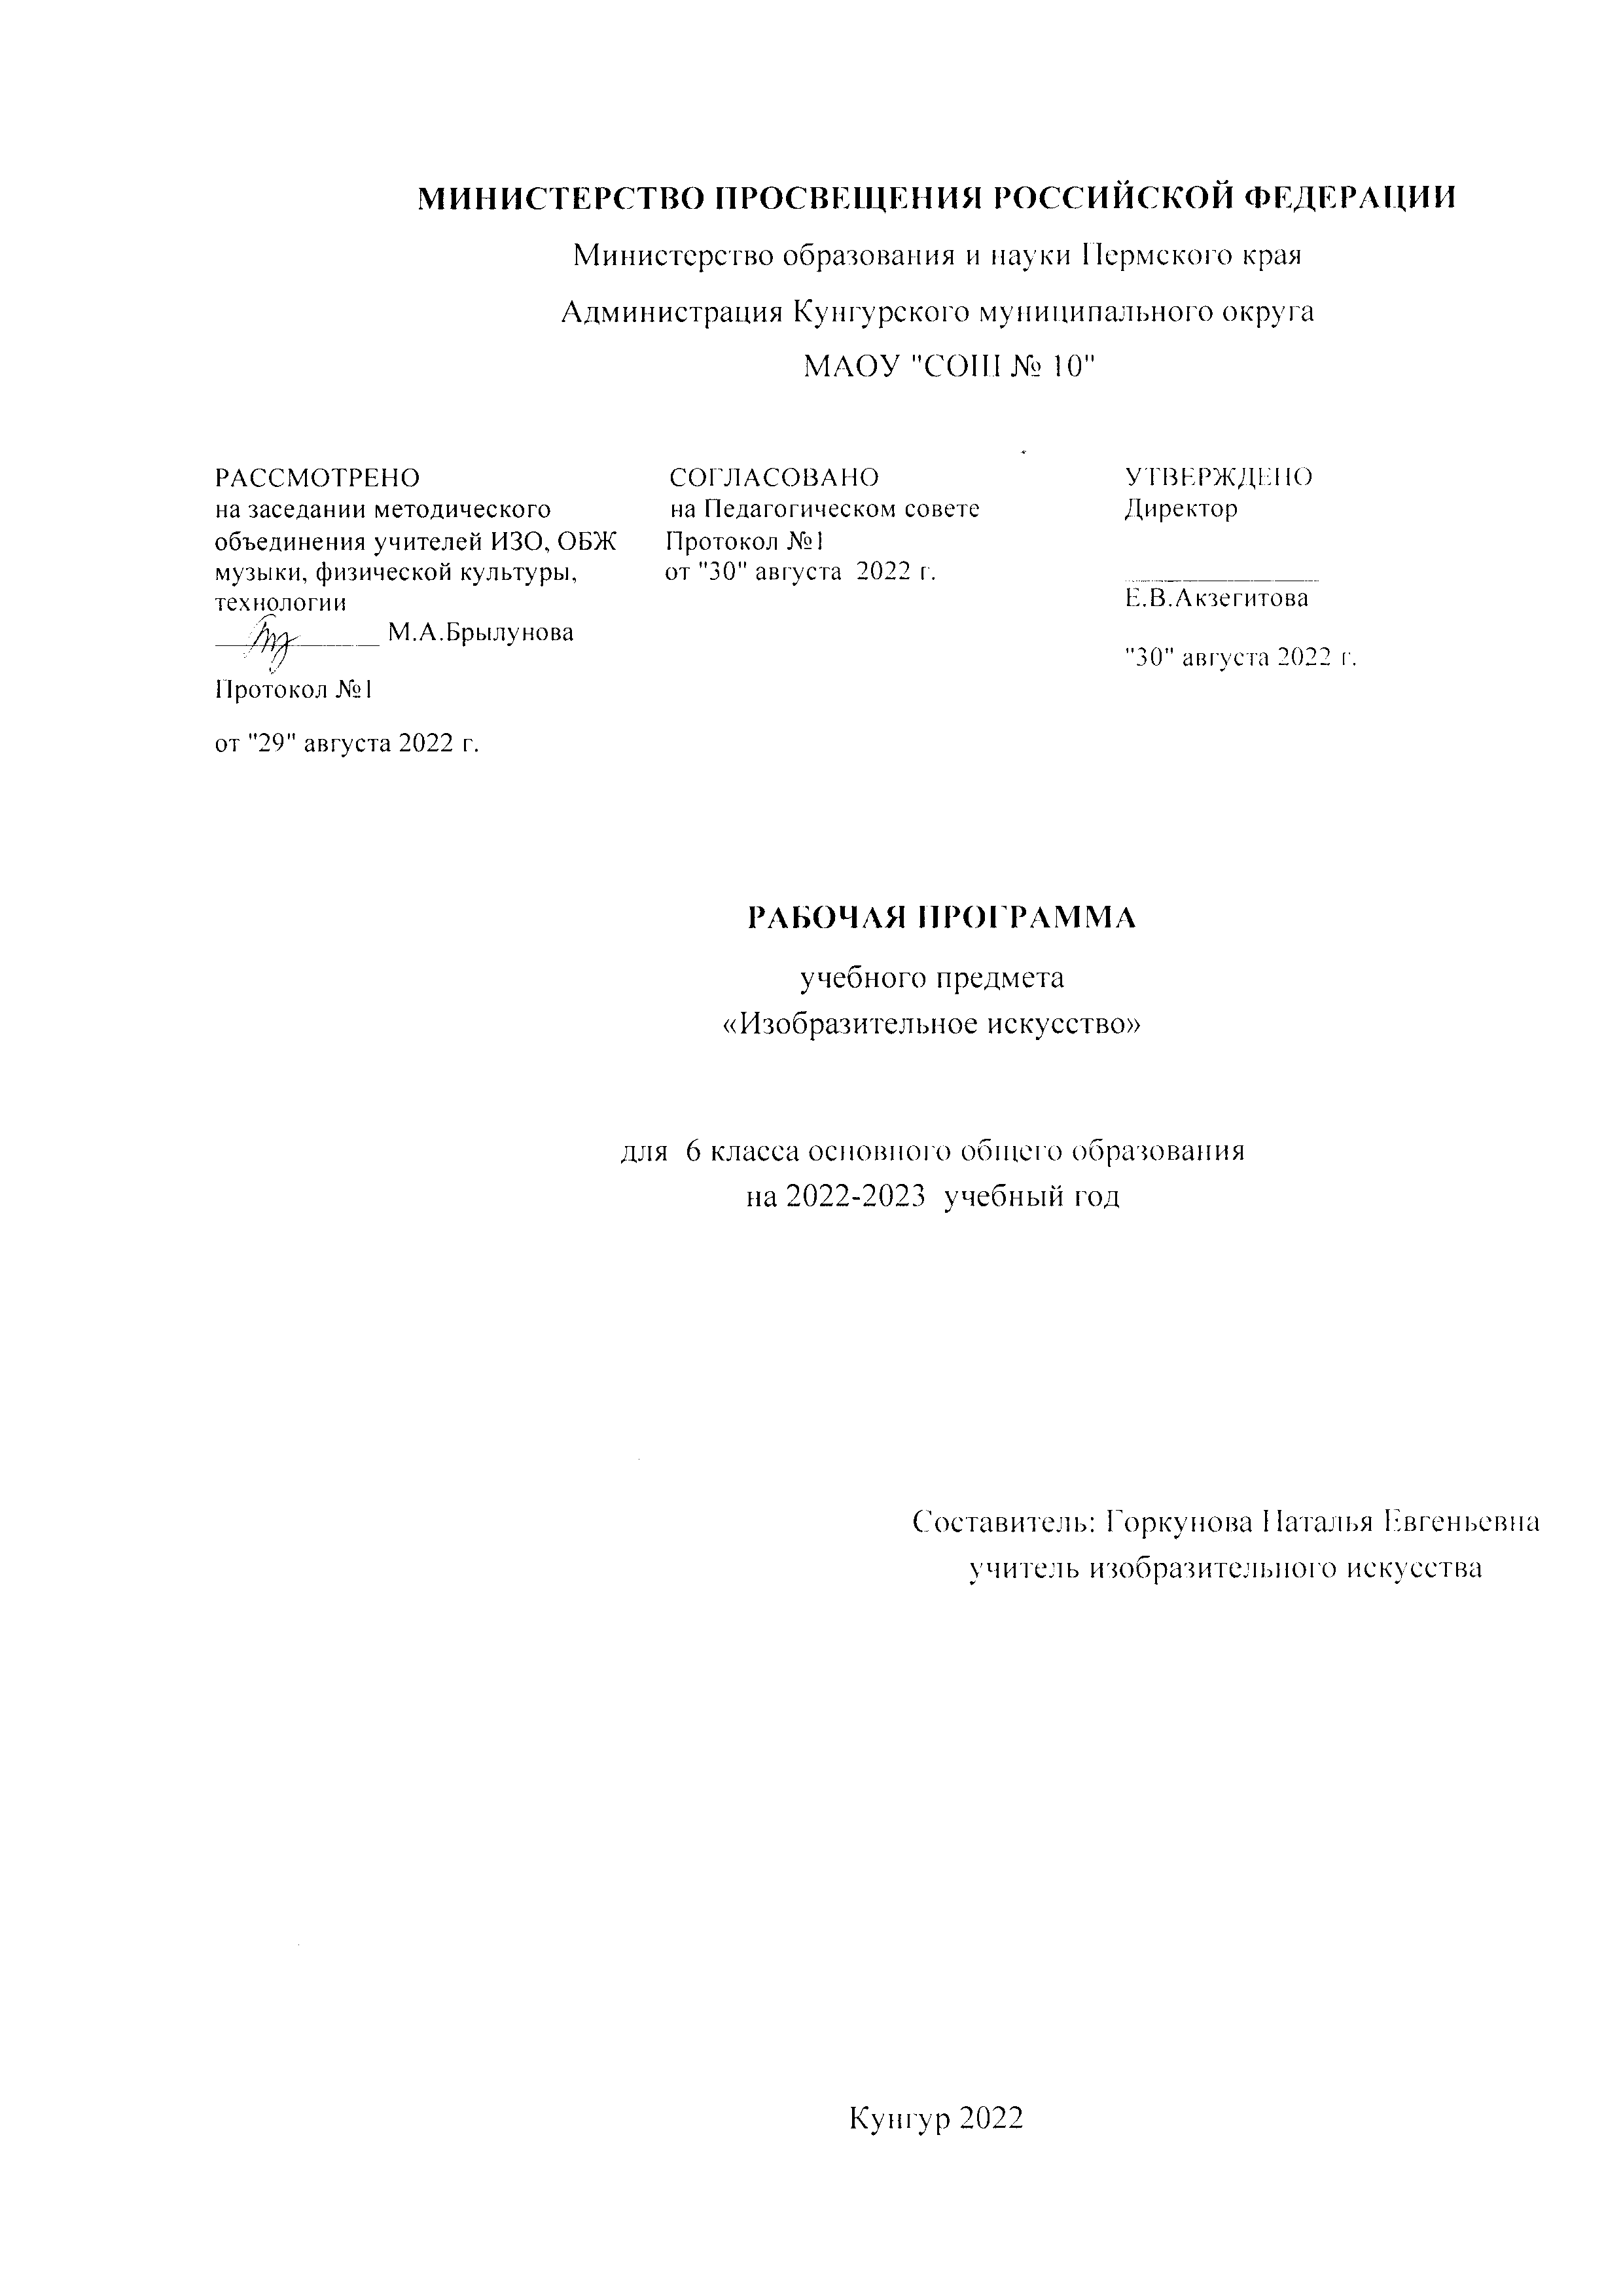 МИНИСТЕРСТВО ПРОСВЕЩЕНИЯ РОССИЙСКОЙ ФЕДЕРАЦИИ
Министерство образования и науки Пермского края
Администрация Кунгурского муниципального округа
МАОУ "СОШ № 10"
РАССМОТРЕНО
на заседании методического
объединения учителей ИЗО, ОБЖ
музыки, физической культуры,
технологии
____________ М.А.Брылунова
Протокол №1
от "29" августа 2022 г.
СОГЛАСОВАНО
на Педагогическом совете
Протокол №1
от "30" августа 2022 г.
УТВЕРЖДЕНО
Директор
______________
Е.В.Акзегитова
"30" августа 2022 г.
РАБОЧАЯ ПРОГРАММА
учебного предмета
«Изобразительное искусство»
для 6 класса основного общего образования
на 2022-2023 учебный год
Составитель: Горкунова Наталья Евгеньевна
учитель изобразительного искусства
Кунгур 2022